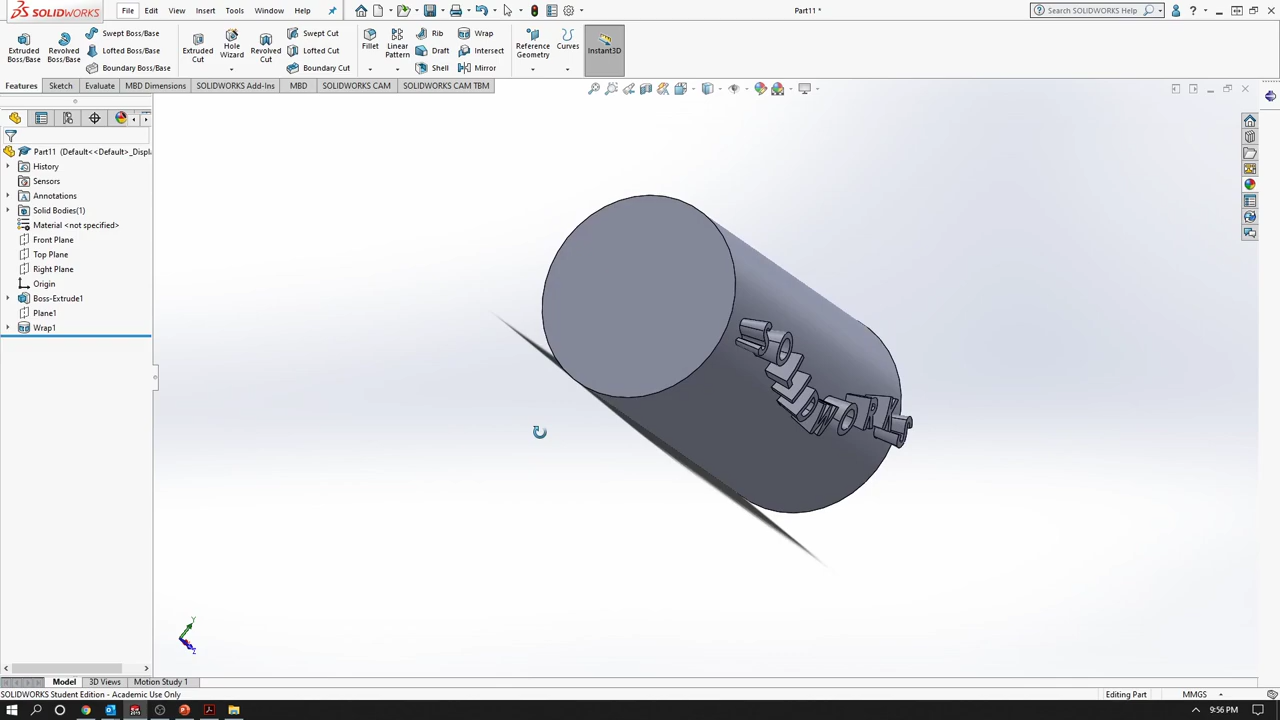 SOLIDWORKS File Edit View Insert Tools Window Help Part11 * Search SOLIDWORKS Help
Extruded Boss/Base Revolved Boss/Base Swept Boss/Base Lofted Boss/Base Boundary Boss/Base Extruded Cut Hole Wizard Revolved Cut Swept Cut Lofted Cut Boundary Cut Fillet Linear Pattern Rib Draft Shell Wrap Intersect Mirror Reference Geometry Curves Instant3D
Features Sketch Evaluate MBD Dimensions SOLIDWORKS Add-Ins MBD SOLIDWORKS CAM SOLIDWORKS CAM TBM
Part11 (Default<<Default>_Displ
History
Sensors
Annotations
Solid Bodies(1)
Material <not specified>
Front Plane
Top Plane
Right Plane
Origin
Boss-Extrude1
Plane1
Wrap1
Y
Z
Model 3D Views Motion Study 1
SOLIDWORKS Student Edition - Academic Use Only Editing Part MMGS
9:56 PM